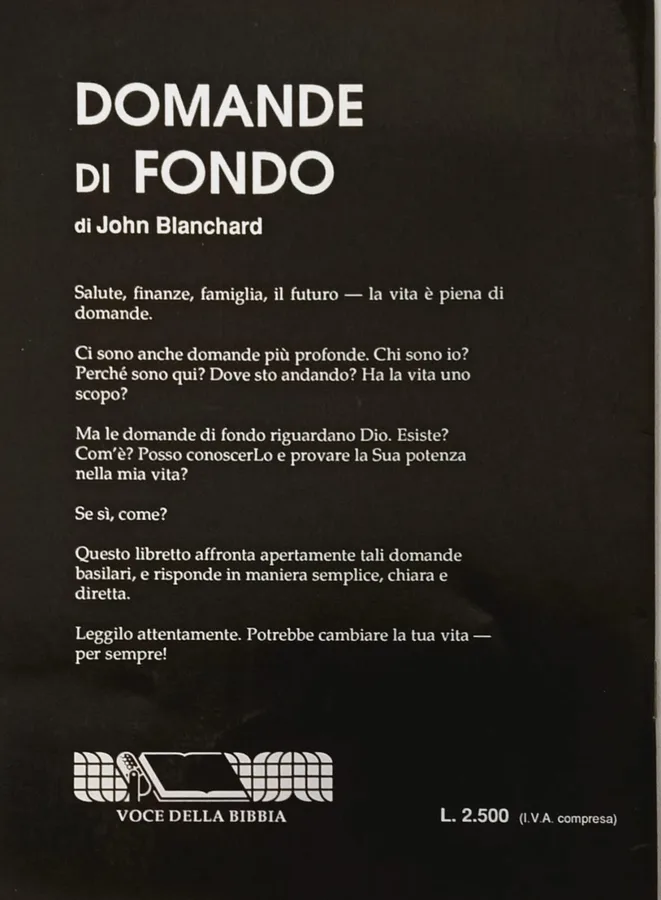 DOMANDE
DI FONDO
di John Blanchard
Salute, finanze, famiglia, il futuro — la vita è piena di
domande.
Ci sono anche domande più profonde. Chi sono io?
Perché sono qui? Dove sto andando? Ha la vita uno
scopo?
Ma le domande di fondo riguardano Dio. Esiste?
Com'è? Posso conoscerLo e provare la Sua potenza
nella mia vita?
Se sì, come?
Questo libretto affronta apertamente tali domande
basilari, e risponde in maniera semplice, chiara e
diretta.
Leggilo attentamente. Potrebbe cambiare la tua vita —
per sempre!
VOCE DELLA BIBBIA
L. 2.500 (I.V.A. compresa)